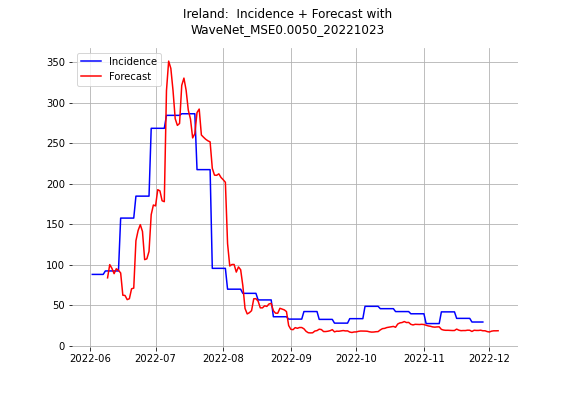 Ireland:  Incidence + Forecast with
WaveNet_MSE0.0050_20221023
Incidence
Forecast
350
300
250
200
150
100
50
0
2022-06 2022-07 2022-08 2022-09 2022-10 2022-11 2022-12